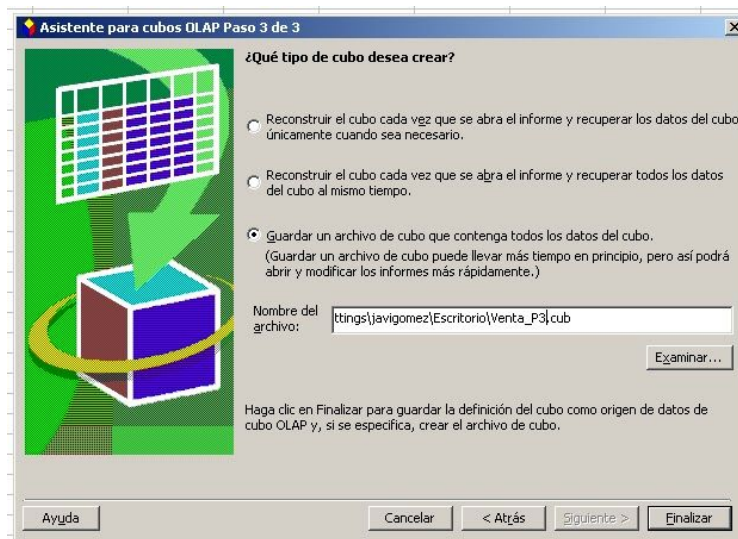 Asistente para cubos OLAP Paso 3 de 3
¿Qué tipo de cubo desea crear?
Reconstruir el cubo cada vez que se abra el informe y recuperar los datos del cubo
únicamente cuando sea necesario.
Reconstruir el cubo cada vez que se abra el informe y recuperar todos los datos
del cubo al mismo tiempo.
Guardar un archivo de cubo que contenga todos los datos del cubo.
(Guardar un archivo de cubo puede llevar más tiempo en principio, pero así podrá
abrir y modificar los informes más rápidamente.)
Nombre del
archivo:
ttings\javigomez\Escritorio\Venta_P3.cub
Examinar...
Haga clic en Finalizar para guardar la definición del cubo como origen de datos de
cubo OLAP y, si se especifica, crear el archivo de cubo.
Ayuda
Cancelar
< Atrás
Siguiente >
Finalizar